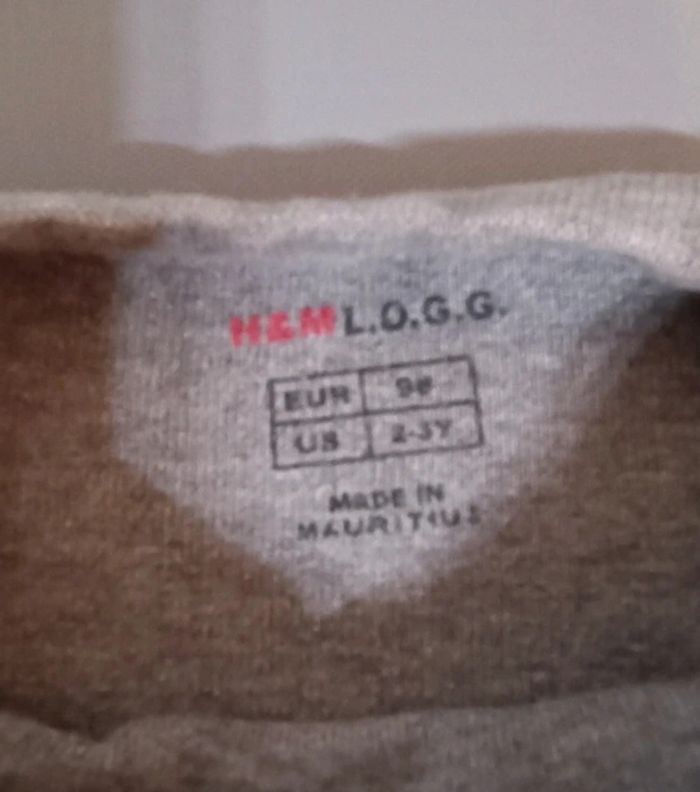 H&M L.O.G.G.
EUR 98
US 2-3Y
MADE IN
MAURITIUS